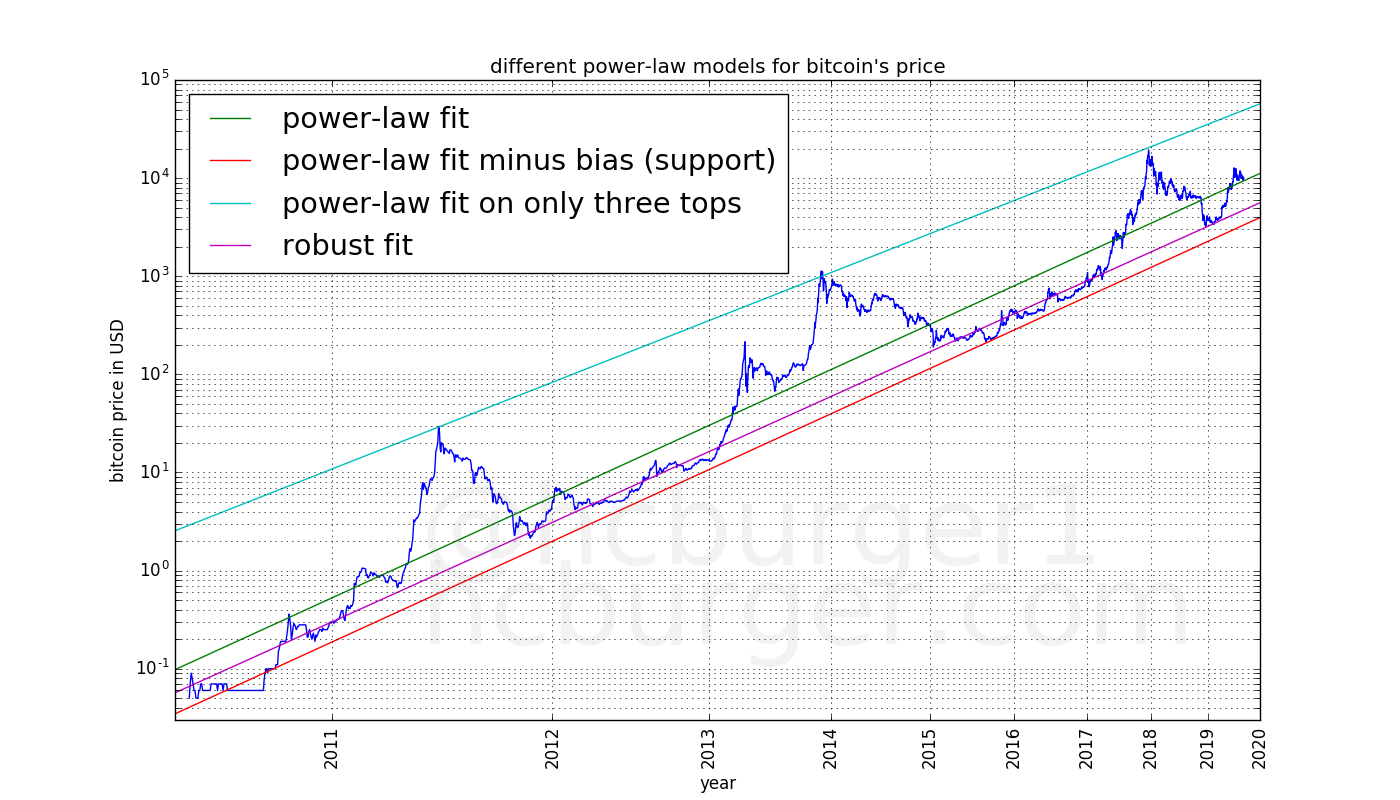 different power-law models for bitcoin's price
10^5
10^4
10^3
10^2
10^1
10^0
10^-1
bitcoin price in USD
power-law fit
power-law fit minus bias (support)
power-law fit on only three tops
robust fit
@hcburger1
hcburger.com
2011
2012
2013
2014
2015
2016
2017
2018
2019
2020
year